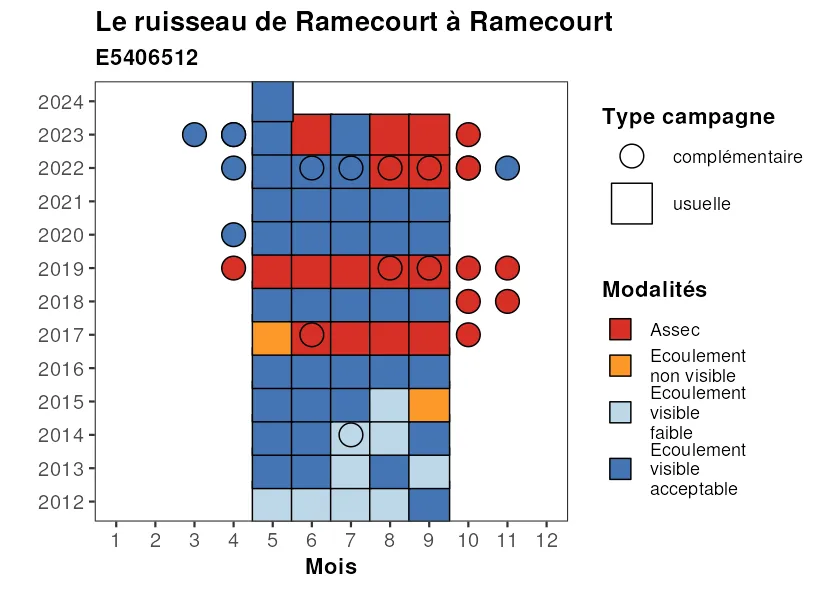 Le ruisseau de Ramecourt à Ramecourt
E5406512
2024
2023
2022
2021
2020
2019
2018
2017
2016
2015
2014
2013
2012
1 2 3 4 5 6 7 8 9 10 11 12
Mois
Type campagne
complémentaire
usuelle
Modalités
Assec
Ecoulement
non visible
Ecoulement
visible
faible
Ecoulement
visible
acceptable